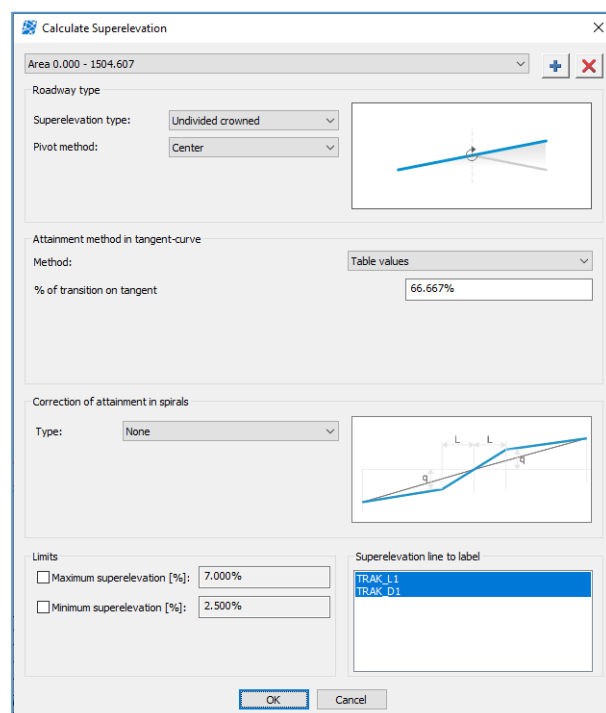 Calculate Superelevation
Area 0.000 - 1504.607
Roadway type
Superelevation type:
Undivided crowned
Pivot method:
Center
Attainment method in tangent-curve
Method:
Table values
% of transition on tangent
66.667%
Correction of attainment in spirals
Type:
None
L L
q q
Limits
Maximum superelevation [%]:
7.000%
Minimum superelevation [%]:
2.500%
Superelevation line to label
TRAK_L1
TRAK_D1
OK
Cancel